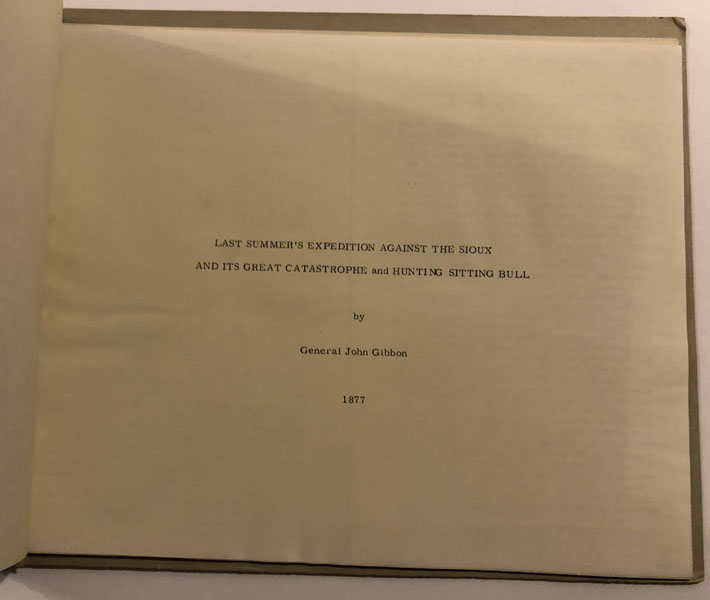 LAST SUMMER'S EXPEDITION AGAINST THE SIOUX
AND ITS GREAT CATASTROPHE and HUNTING SITTING BULL
by
General John Gibbon
1877